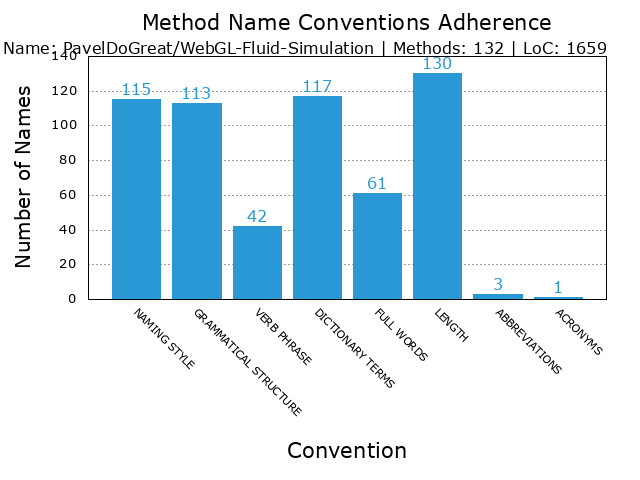 Method Name Conventions Adherence
Name: PavelDoGreat/WebGL-Fluid-Simulation | Methods: 132 | LoC: 1659
Number of Names
140
120
100
80
60
40
20
0
115
113
42
117
61
130
3
1
NAMING STYLE
GRAMMATICAL STRUCTURE
VERB PHRASE
DICTIONARY TERMS
FULL WORDS
LENGTH
ABBREVIATIONS
ACRONYMS
Convention